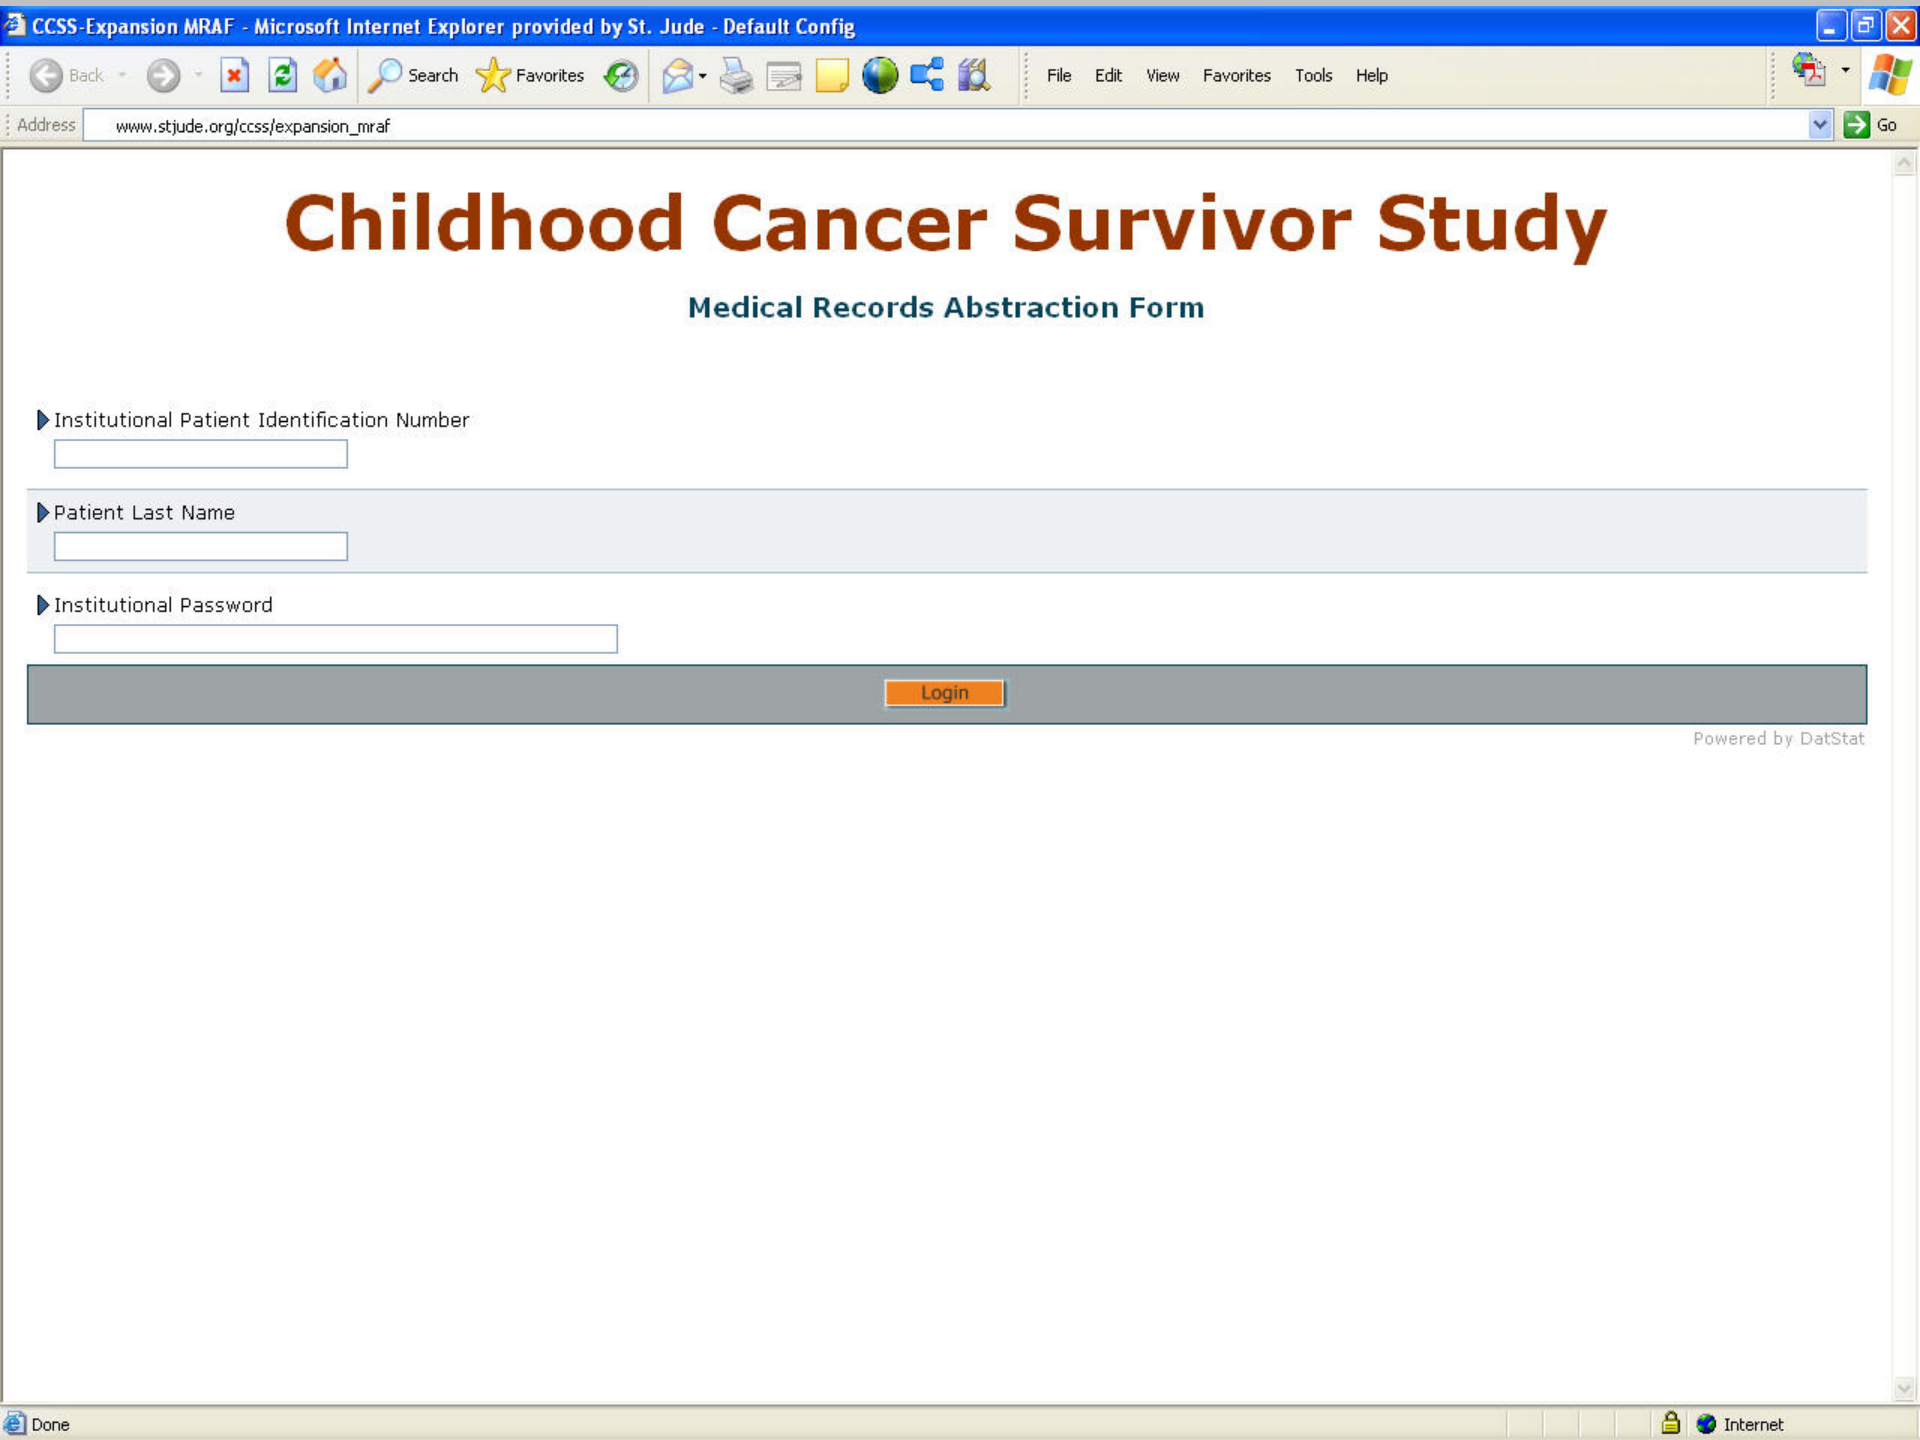 CCSS-Expansion MRAF - Microsoft Internet Explorer provided by St. Jude - Default Config
Back Search Favorites File Edit View Favorites Tools Help
Address www.stjude.org/ccss/expansion_mraf Go
Childhood Cancer Survivor Study
Medical Records Abstraction Form
Institutional Patient Identification Number
Patient Last Name
Institutional Password
Login
Powered by DatStat
Done Internet